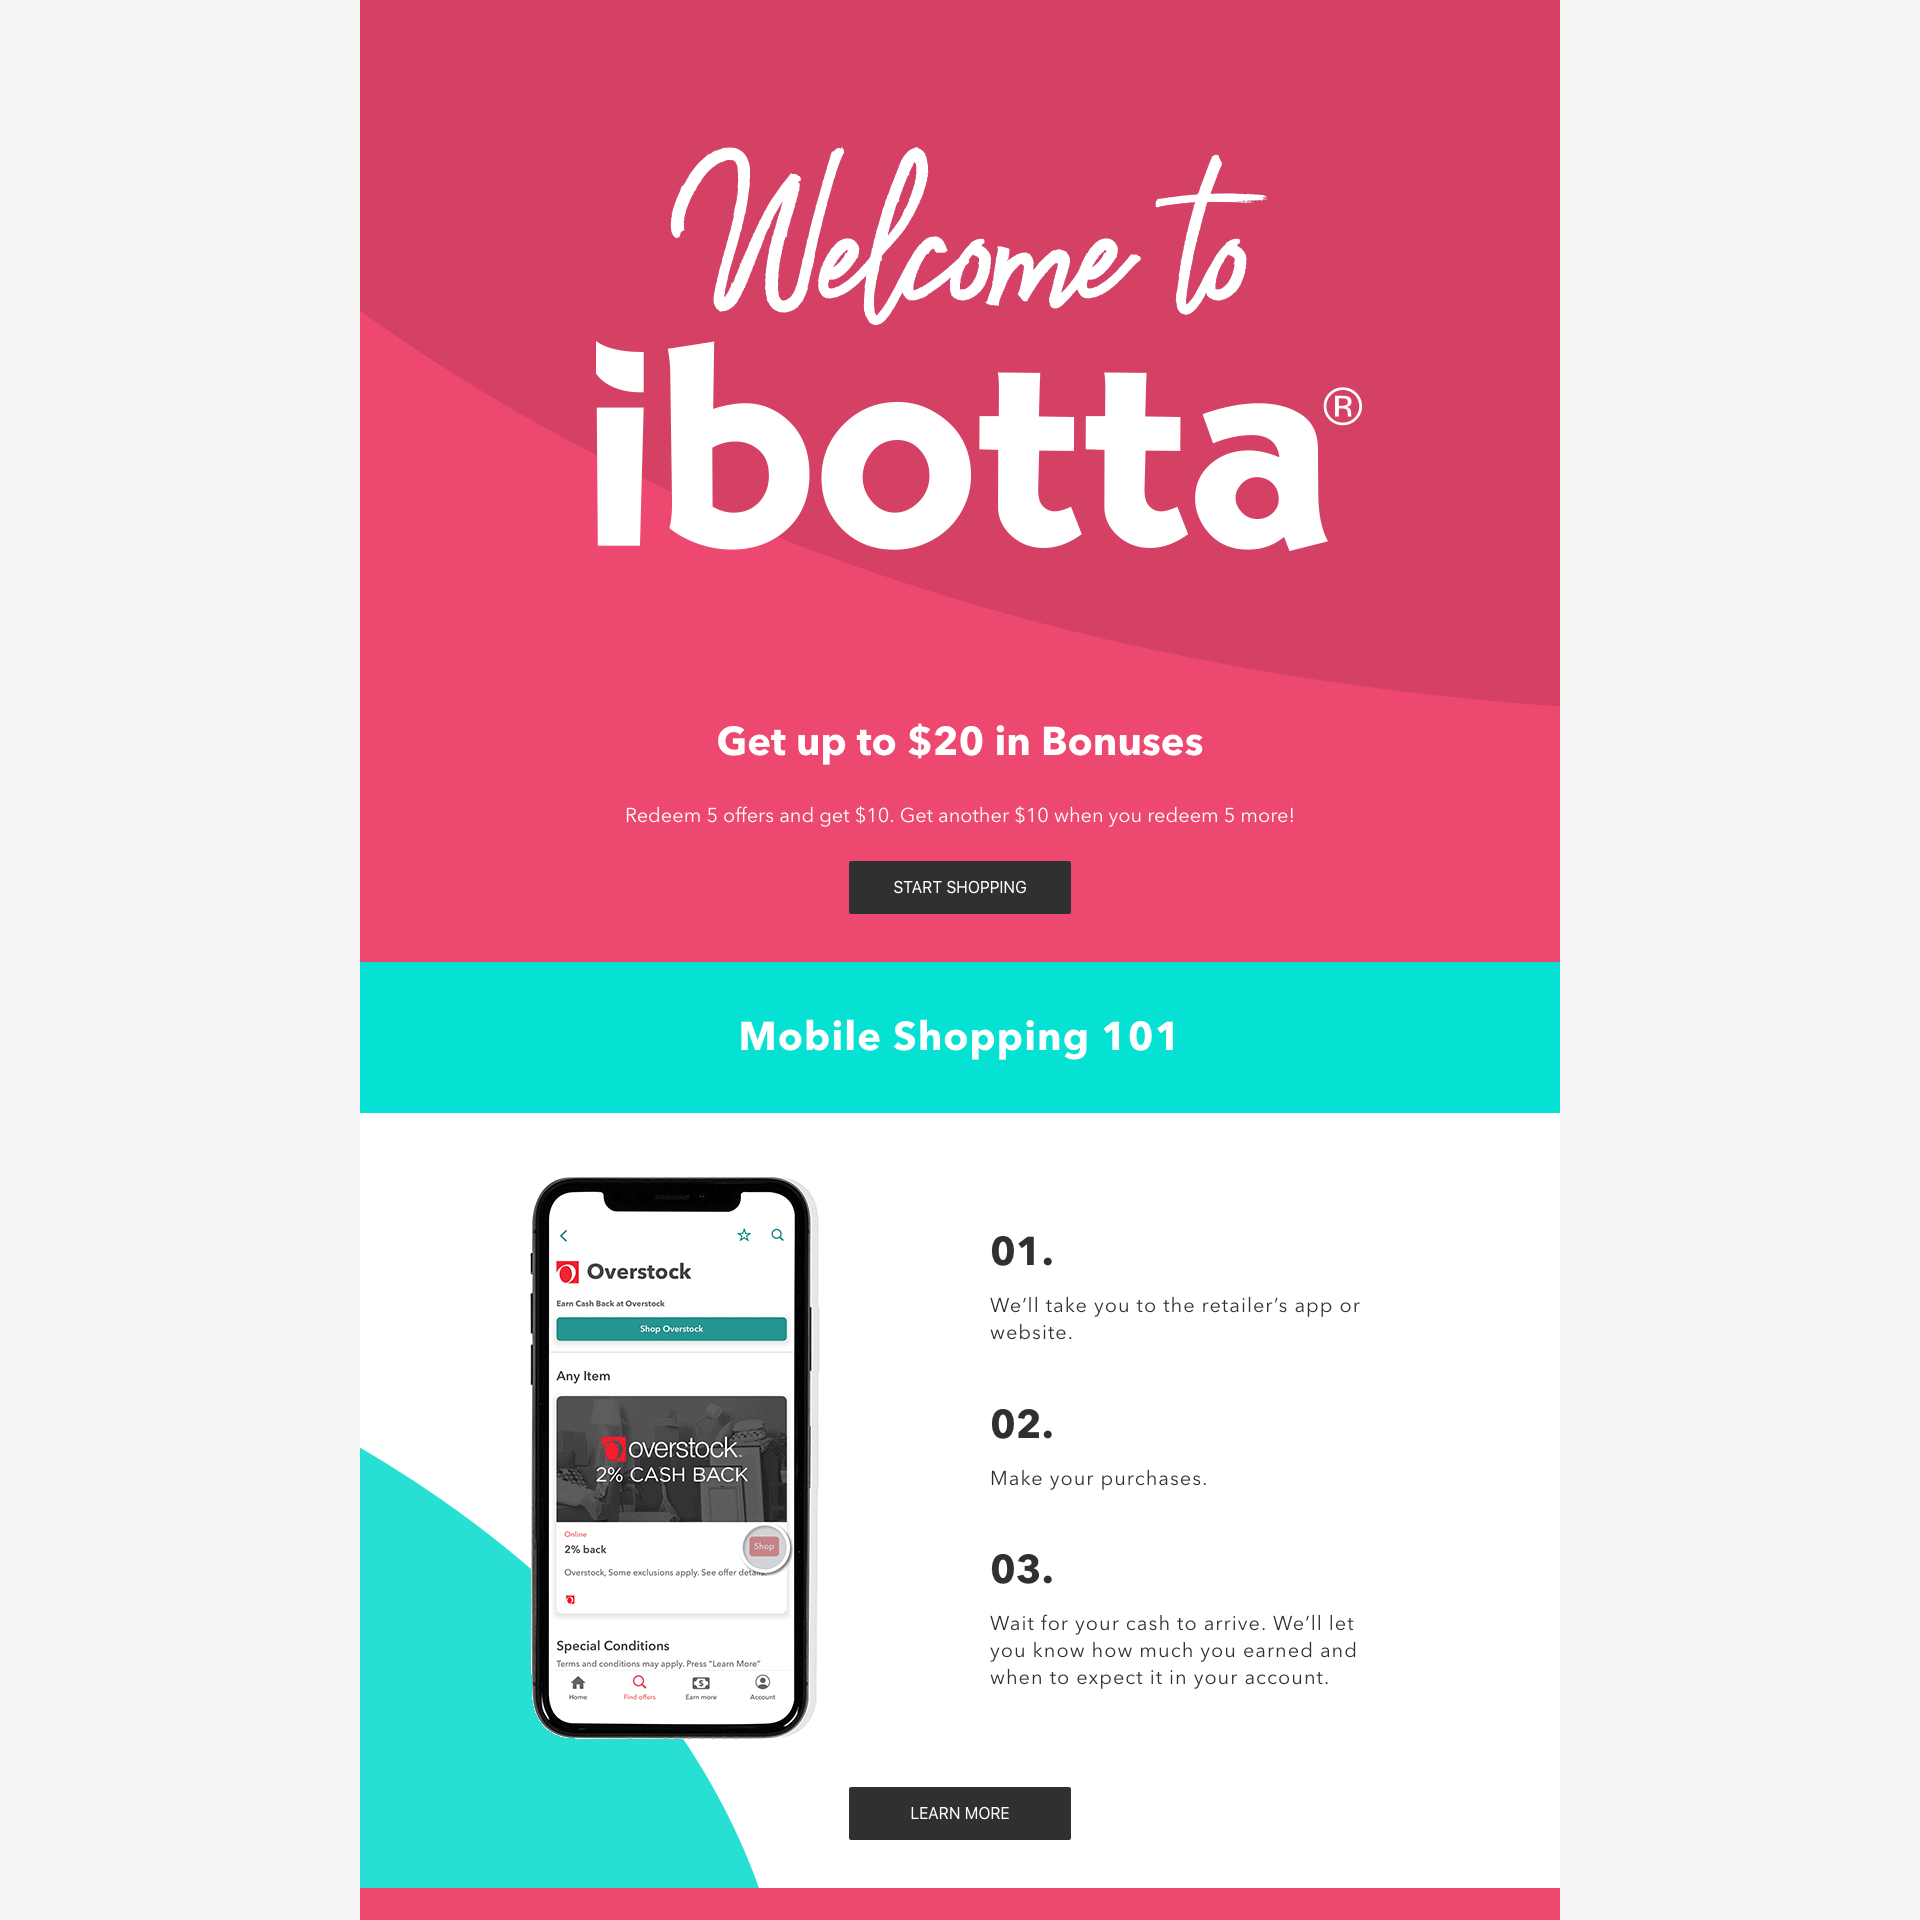 Welcome to
ibotta®
Get up to $20 in Bonuses
Redeem 5 offers and get $10. Get another $10 when you redeem 5 more!
START SHOPPING
Mobile Shopping 101
Overstock
Earn Cash Back at Overstock
Shop Overstock
Any Item
overstock
2% CASH BACK
Online
2% back
Shop
Overstock, Some exclusions apply. See offer details.
Special Conditions
Terms and conditions may apply. Press “Learn More”
Home
Find offers
Earn more
Account
01.
We’ll take you to the retailer’s app or
website.
02.
Make your purchases.
03.
Wait for your cash to arrive. We’ll let
you know how much you earned and
when to expect it in your account.
LEARN MORE